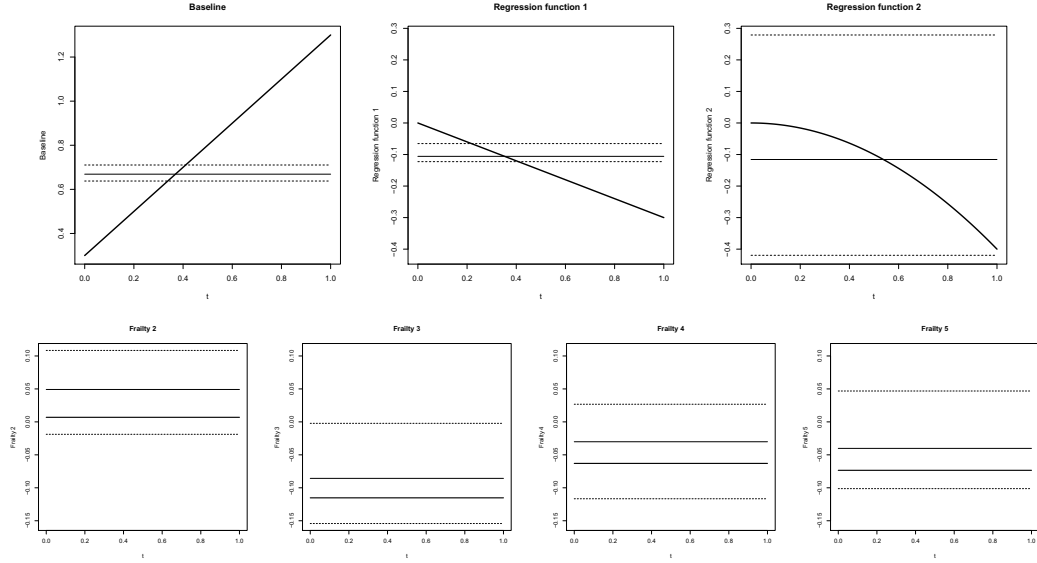 Baseline
Regression function 1
Regression function 2
Baseline
0.4 0.6 0.8 1.0 1.2
0.0 0.2 0.4 0.6 0.8 1.0
t
Regression function 1
−0.4 −0.3 −0.2 −0.1 0.0 0.1 0.2 0.3
0.0 0.2 0.4 0.6 0.8 1.0
t
Regression function 2
−0.4 −0.3 −0.2 −0.1 0.0 0.1 0.2 0.3
0.0 0.2 0.4 0.6 0.8 1.0
t
Frailty 2
Frailty 3
Frailty 4
Frailty 5
Frailty 2
−0.15 −0.10 −0.05 0.00 0.05 0.10
0.0 0.2 0.4 0.6 0.8 1.0
t
Frailty 3
−0.15 −0.10 −0.05 0.00 0.05 0.10
0.0 0.2 0.4 0.6 0.8 1.0
t
Frailty 4
−0.15 −0.10 −0.05 0.00 0.05 0.10
0.0 0.2 0.4 0.6 0.8 1.0
t
Frailty 5
−0.15 −0.10 −0.05 0.00 0.05 0.10
0.0 0.2 0.4 0.6 0.8 1.0
t